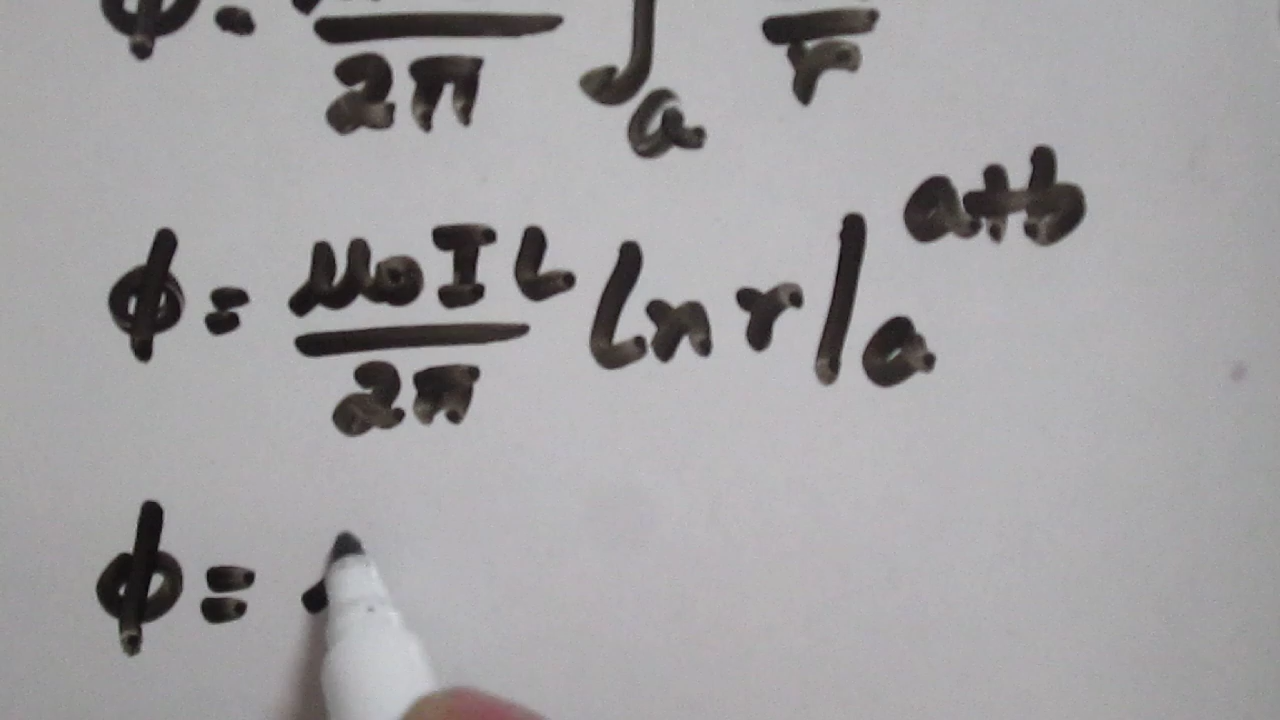 Φ = / 2π ∫ a / r
Φ = μ₀IL / 2π ln r |ₐ a+b
Φ =